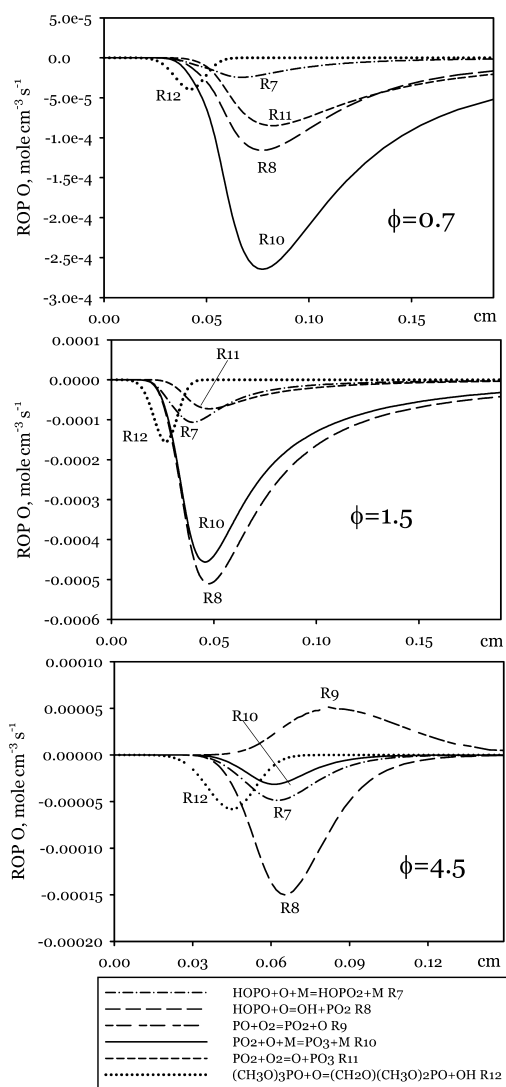 5.0e-5
0.0
-5.0e-5
-1.0e-4
-1.5e-4
-2.0e-4
-2.5e-4
-3.0e-4
ROP O, mole cm-3 s-1
R12
R7
R11
R8
R10
ϕ=0.7
0.00 0.05 0.10 0.15 cm
0.0001
0.0000
-0.0001
-0.0002
-0.0003
-0.0004
-0.0005
-0.0006
ROP O, mole cm-3 s-1
R11
R12
R7
R10
R8
ϕ=1.5
0.00 0.05 0.10 0.15 cm
0.00010
0.00005
0.00000
-0.00005
-0.00010
-0.00015
-0.00020
ROP O, mole cm-3 s-1
R9
R10
R12
R7
R8
ϕ=4.5
0.00 0.03 0.06 0.09 0.12 cm
HOPO+O+M=HOPO2+M R7
HOPO+O=OH+PO2 R8
PO+O2=PO2+O R9
PO2+O+M=PO3+M R10
PO2+O2=O+PO3 R11
(CH3O)3PO+O=(CH2O)(CH3O)2PO+OH R12